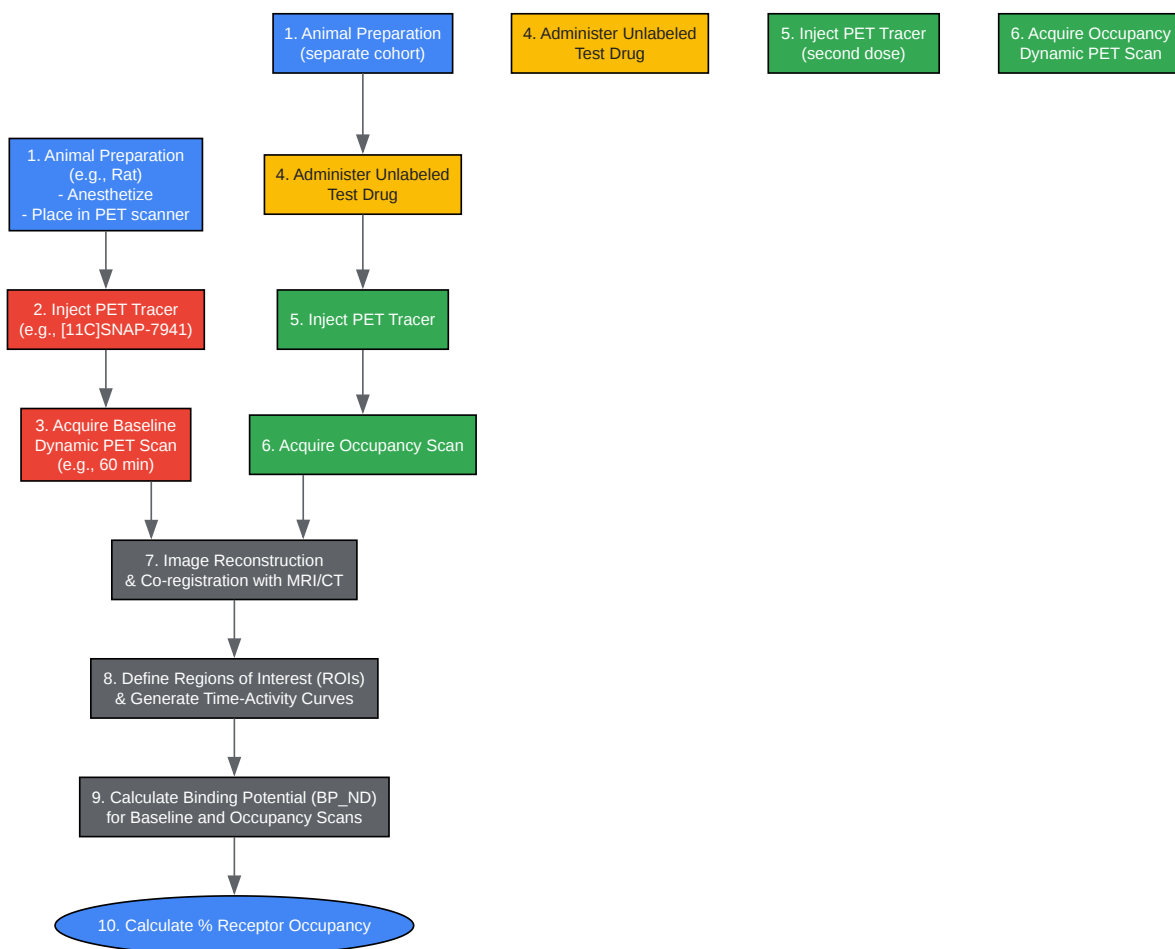 1. Animal Preparation
(separate cohort)
4. Administer Unlabeled
Test Drug
5. Inject PET Tracer
(second dose)
6. Acquire Occupancy
Dynamic PET Scan
1. Animal Preparation
(e.g., Rat)
- Anesthetize
- Place in PET scanner
4. Administer Unlabeled
Test Drug
2. Inject PET Tracer
(e.g., [11C]SNAP-7941)
5. Inject PET Tracer
3. Acquire Baseline
Dynamic PET Scan
(e.g., 60 min)
6. Acquire Occupancy Scan
7. Image Reconstruction
& Co-registration with MRI/CT
8. Define Regions of Interest (ROIs)
& Generate Time-Activity Curves
9. Calculate Binding Potential (BP_ND)
for Baseline and Occupancy Scans
10. Calculate % Receptor Occupancy